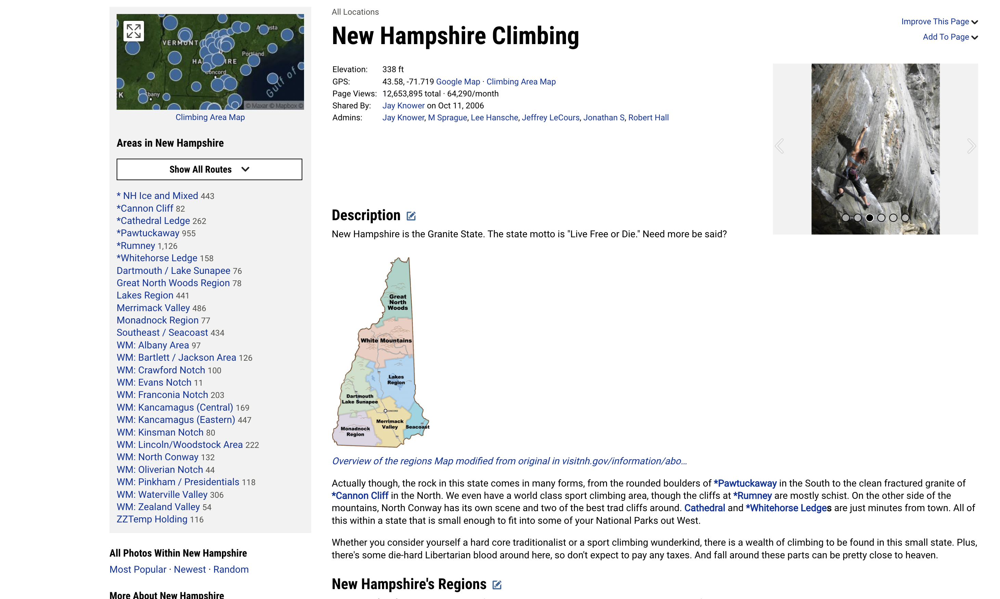 VERMONT
Portland
Gulf of
© Maxar © Mapbox ©
Climbing Area Map
Areas in New Hampshire
Show All Routes
* NH Ice and Mixed 443
*Cannon Cliff 82
*Cathedral Ledge 262
*Pawtuckaway 955
*Rumney 1,126
*Whitehorse Ledge 158
Dartmouth / Lake Sunapee 76
Great North Woods Region 78
Lakes Region 441
Merrimack Valley 486
Monadnock Region 77
Southeast / Seacoast 434
WM: Albany Area 97
WM: Bartlett / Jackson Area 126
WM: Crawford Notch 100
WM: Evans Notch 11
WM: Franconia Notch 203
WM: Kancamagus (Central) 169
WM: Kancamagus (Eastern) 447
WM: Kinsman Notch 80
WM: Lincoln/Woodstock Area 222
WM: North Conway 132
WM: Oliverian Notch 44
WM: Pinkham / Presidentials 118
WM: Waterville Valley 306
WM: Zealand Valley 54
ZZTemp Holding 116
All Photos Within New Hampshire
Most Popular · Newest · Random
More About New Hampshire
All Locations
New Hampshire Climbing
Improve This Page
Add To Page
Elevation: 338 ft
GPS: 43.58, -71.719 Google Map · Climbing Area Map
Page Views: 12,653,895 total · 64,290/month
Shared By: Jay Knower on Oct 11, 2006
Admins: Jay Knower, M Sprague, Lee Hansche, Jeffrey LeCours, Jonathan S, Robert Hall
Description
New Hampshire is the Granite State. The state motto is "Live Free or Die." Need more be said?
Great
North
Woods
White Mountains
Lakes
Region
Dartmouth
Lake Sunapee
CONCORD
Merrimack
Valley
Seacoast
Monadnock
Region
Overview of the regions Map modified from original in visitnh.gov/information/abo...
Actually though, the rock in this state comes in many forms, from the rounded boulders of *Pawtuckaway in the South to the clean fractured granite of
*Cannon Cliff in the North. We even have a world class sport climbing area, though the cliffs at *Rumney are mostly schist. On the other side of the
mountains, North Conway has its own scene and two of the best trad cliffs around. Cathedral and *Whitehorse Ledges are just minutes from town. All of
this within a state that is small enough to fit into some of your National Parks out West.
Whether you consider yourself a hard core traditionalist or a sport climbing wunderkind, there is a wealth of climbing to be found in this small state. Plus,
there's some die-hard Libertarian blood around here, so don't expect to pay any taxes. And fall around these parts can be pretty close to heaven.
New Hampshire's Regions